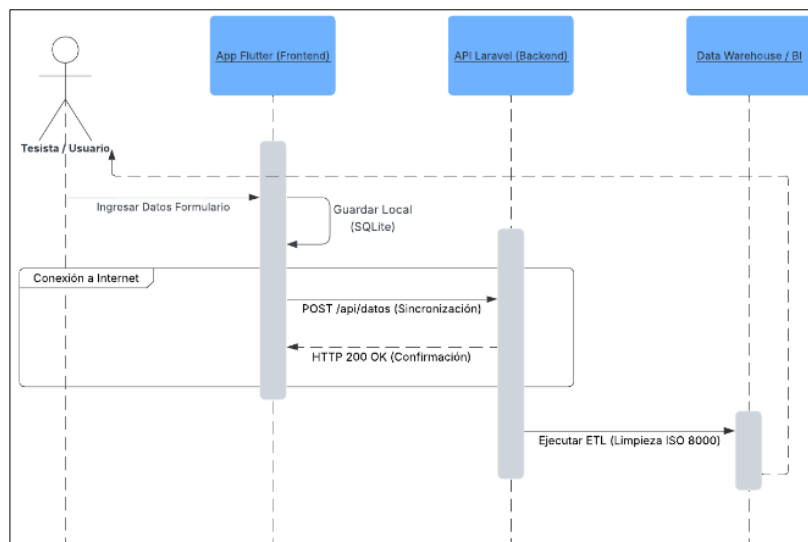 App Flutter (Frontend)
API Laravel (Backend)
Data Warehouse / BI
Tesista / Usuario
Ingresar Datos Formulario
Guardar Local
(SQLite)
Conexión a Internet
POST /api/datos (Sincronización)
HTTP 200 OK (Confirmación)
Ejecutar ETL (Limpieza ISO 8000)